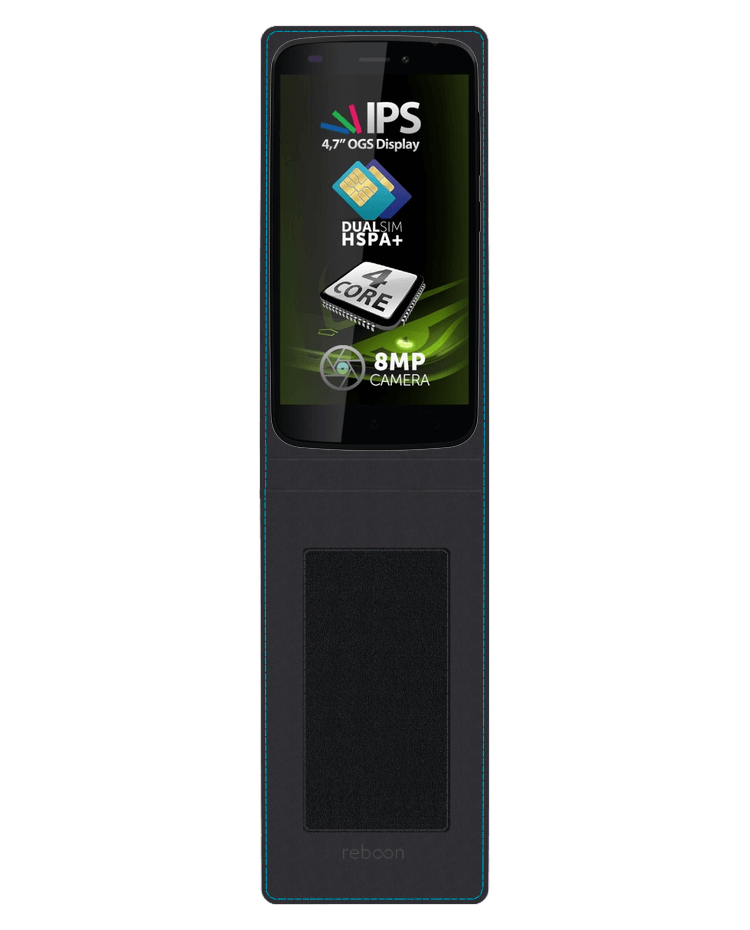 IPS
4,7” OGS Display
DUALSIM
HSPA+
4
CORE
8MP
CAMERA
reboon